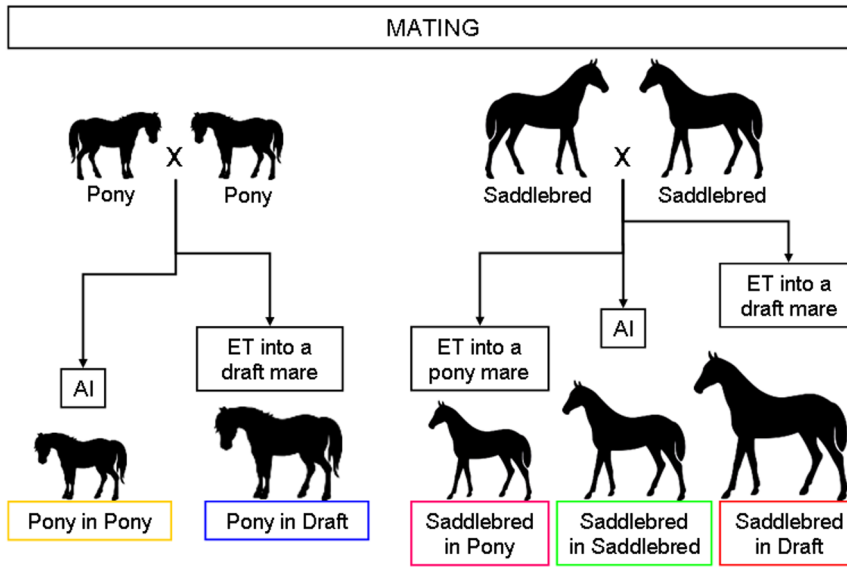 MATING
X
X
Pony
Pony
Saddlebred
Saddlebred
ET into a
draft mare
AI
ET into a
draft mare
ET into a
pony mare
AI
Pony in Pony
Pony in Draft
Saddlebred
in Pony
Saddlebred
in Saddlebred
Saddlebred
in Draft